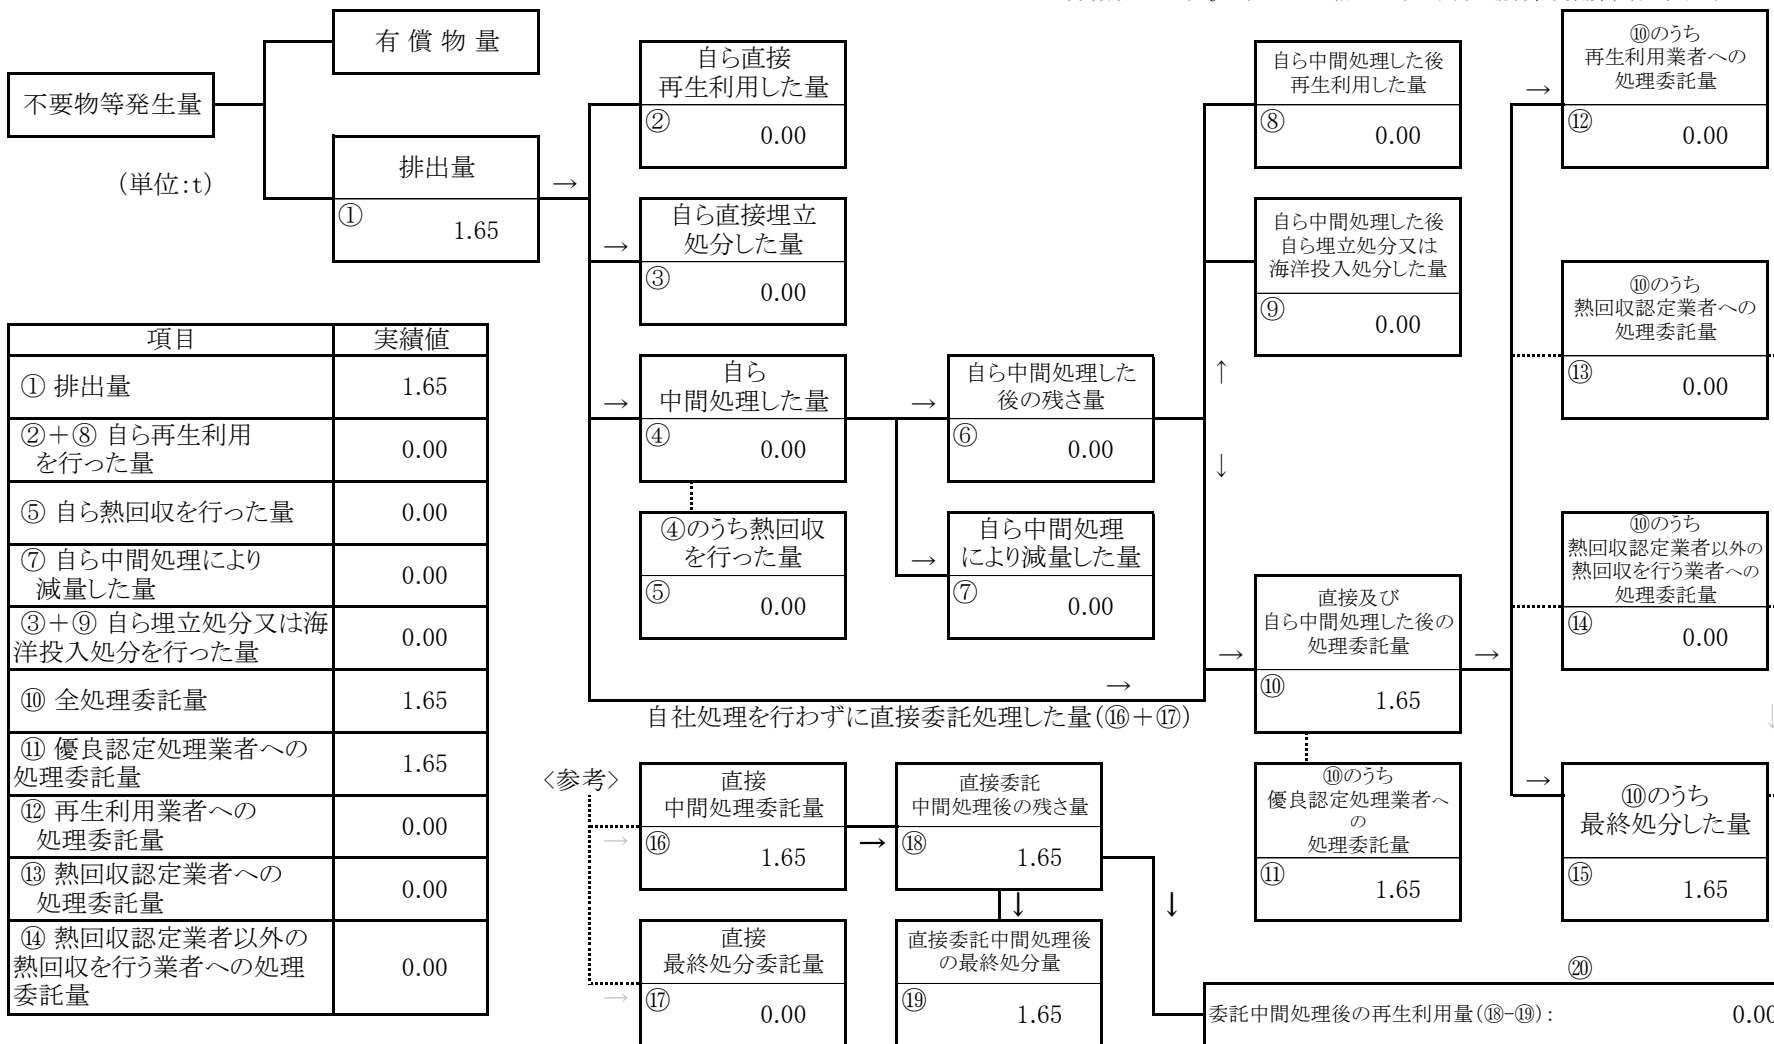 不要物等発生量
(単位:t)
有 償 物 量
排出量
①
1.65
→
自ら直接
再生利用した量
②
0.00
→
自ら直接埋立
処分した量
③
0.00
→
自ら
中間処理した量
④
0.00
④のうち熱回収
を行った量
⑤
0.00
→
自ら中間処理した
後の残さ量
⑥
0.00
→
自ら中間処理
により減量した量
⑦
0.00
自ら中間処理した後
再生利用した量
⑧
0.00
自ら中間処理した後
自ら埋立処分又は
海洋投入処分した量
⑨
0.00
↑
↓
→
直接及び
自ら中間処理した後の
処理委託量
⑩
1.65
→
⑩のうち
優良認定処理業者へ
の
処理委託量
⑪
1.65
→
⑩のうち
再生利用業者への
処理委託量
⑫
0.00
⑩のうち
熱回収認定業者への
処理委託量
⑬
0.00
⑩のうち
熱回収認定業者以外の
熱回収を行う業者への
処理委託量
⑭
0.00
→
⑩のうち
最終処分した量
⑮
1.65
→
自社処理を行わずに直接委託処理した量(⑯+⑰)
<参考>
→
直接
中間処理委託量
⑯
1.65
→
直接委託
中間処理後の残さ量
⑱
1.65
↓
↓
→
直接
最終処分委託量
⑰
0.00
直接委託中間処理後
の最終処分量
⑲
1.65
⑳
委託中間処理後の再生利用量(⑱-⑲):
0.00
項目 実績値
① 排出量 1.65
②+⑧ 自ら再生利用
を行った量 0.00
⑤ 自ら熱回収を行った量 0.00
⑦ 自ら中間処理により
減量した量 0.00
③+⑨ 自ら埋立処分又は海
洋投入処分を行った量 0.00
⑩ 全処理委託量 1.65
⑪ 優良認定処理業者への
処理委託量 1.65
⑫ 再生利用業者への
処理委託量 0.00
⑬ 熱回収認定業者への
処理委託量 0.00
⑭ 熱回収認定業者以外の
熱回収を行う業者への処理
委託量 0.00